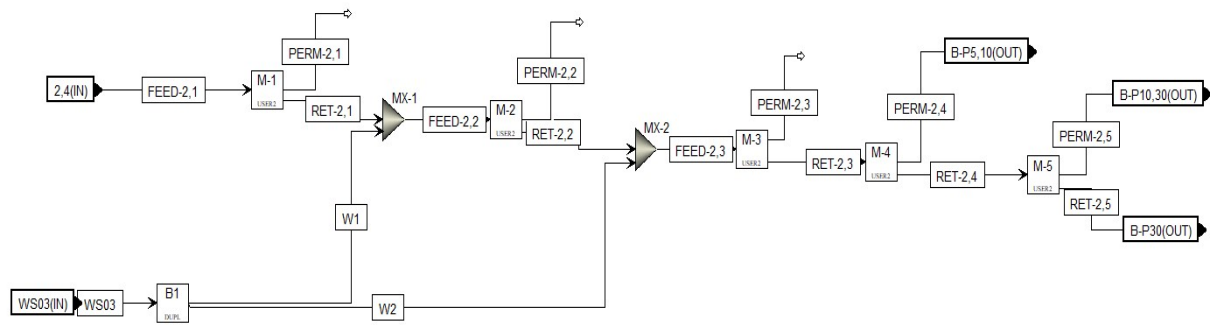 2,4(IN)
FEED-2,1
M-1
USER2
PERM-2,1
RET-2,1
MX-1
FEED-2,2
M-2
USER2
PERM-2,2
RET-2,2
MX-2
FEED-2,3
M-3
USER2
PERM-2,3
RET-2,3
M-4
USER2
PERM-2,4
B-P5,10(OUT)
RET-2,4
M-5
USER2
PERM-2,5
B-P10,30(OUT)
RET-2,5
B-P30(OUT)
W1
WS03(IN)
WS03
B1
DUPL
W2